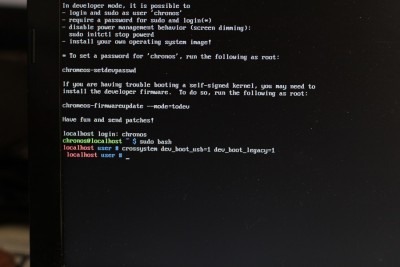 In developer mode, it is possible to
- login and sudo as user 'chronos'
- require a password for sudo and login(*)
- disable power management behavior (screen dimming):
sudo initctl stop powerd
- install your own operating system image!
* To set a password for 'chronos', run the following as root:
chromeos-setdevpasswd
If you are having trouble booting a self-signed kernel, you may need to
install the developer firmware. To do so, run the following as root:
chromeos-firmwareupdate --mode=todev
Have fun and send patches!
localhost login: chronos
chronos@localhost ~ $ sudo bash
localhost user # crossystem dev_boot_usb=1 dev_boot_legacy=1
localhost user # _